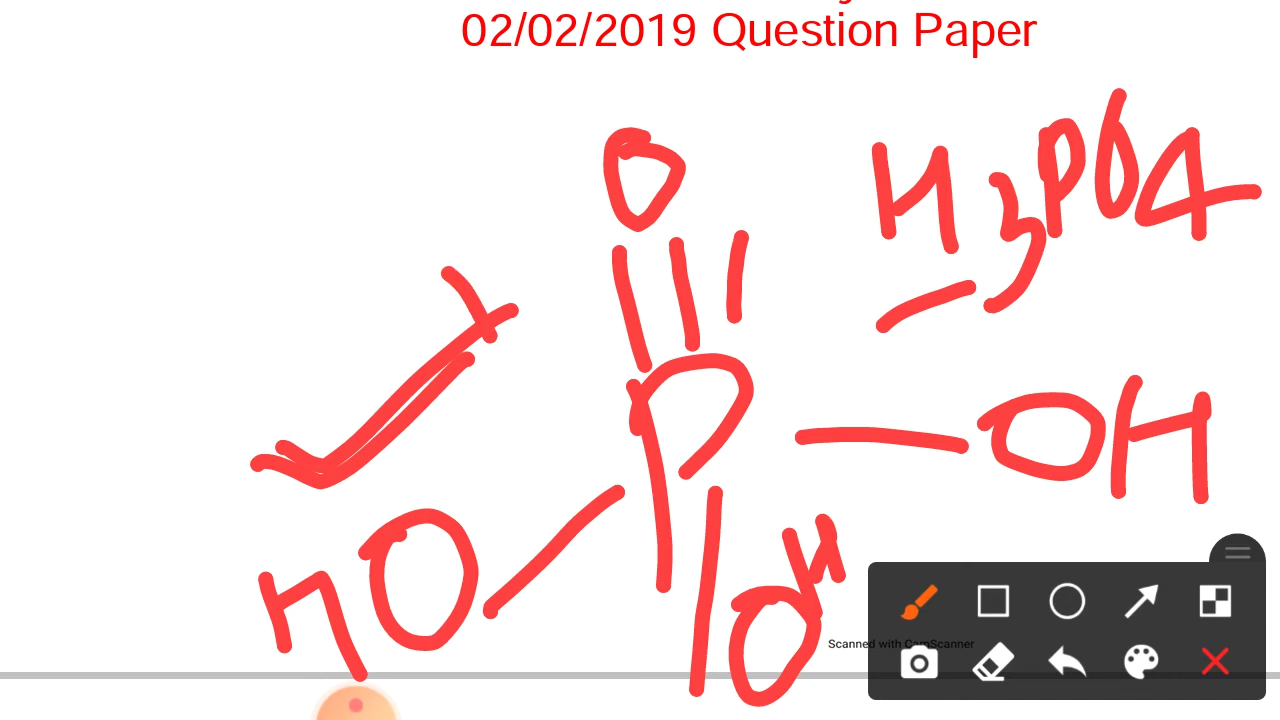 02/02/2019 Question Paper
H3PO4
O
P
OH
HO
OH
Scanned with CamScanner